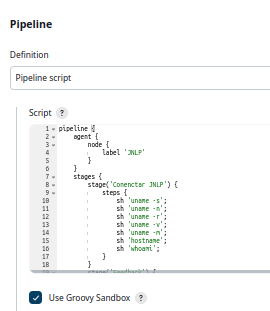 Pipeline
Definition
Pipeline script
Script ?
1 pipeline {
2 agent {
3 node {
4 label 'JNLP'
5 }
6 }
7 stages {
8 stage('Conenctar JNLP') {
9 steps {
10 sh 'uname -s';
11 sh 'uname -n';
12 sh 'uname -r';
13 sh 'uname -v';
14 sh 'uname -m';
15 sh 'hostname';
16 sh 'whoami';
17 }
18 }
Use Groovy Sandbox ?